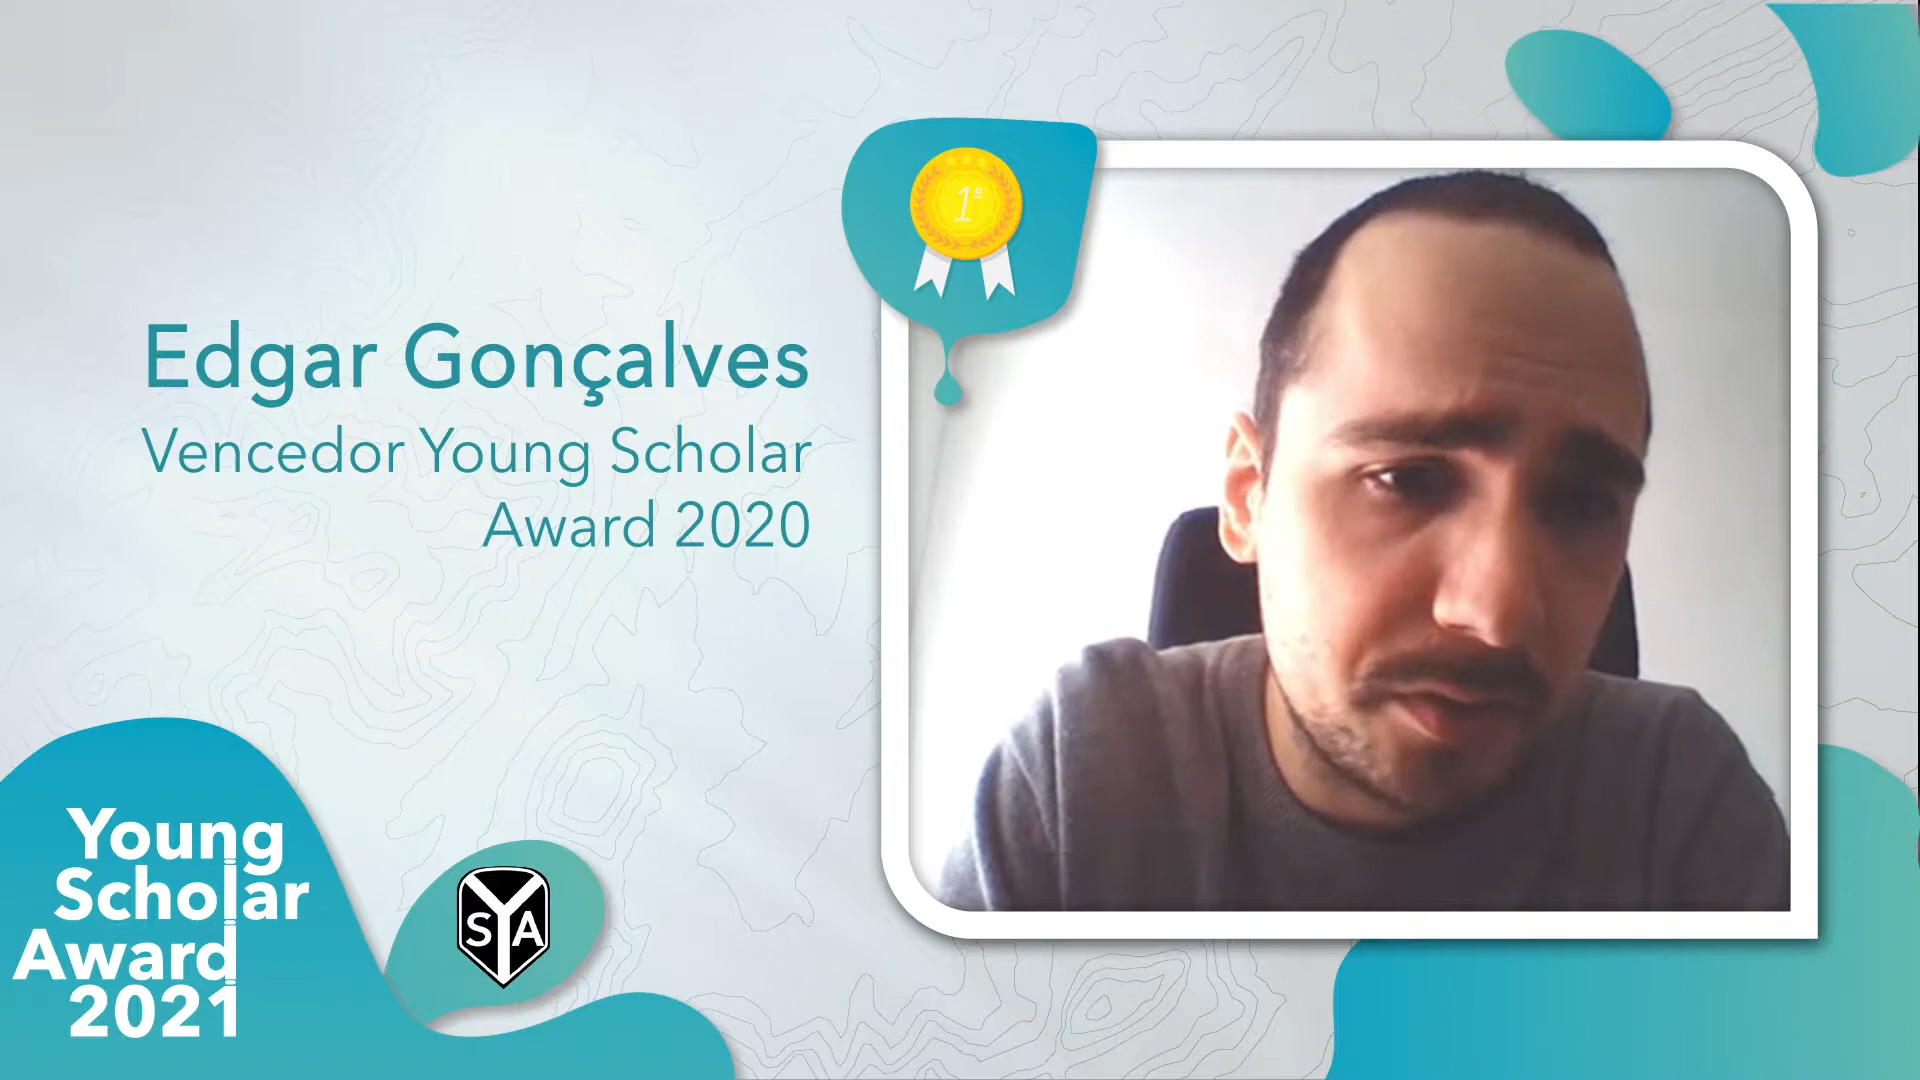 1º
Edgar Gonçalves
Vencedor Young Scholar
Award 2020
Young
Scholar
Award
2021
SYA